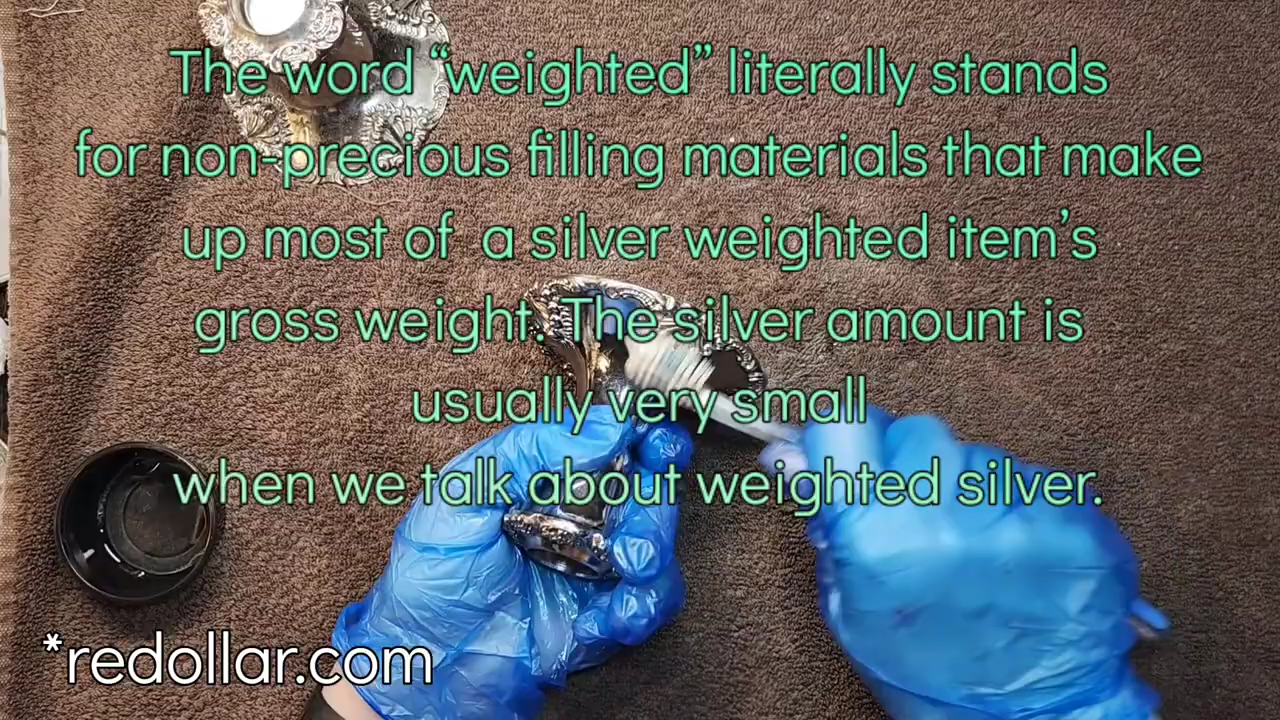 The word “weighted” literally stands
for non-precious filling materials that make
up most of a silver weighted item’s
gross weight. The silver amount is
usually very small
when we talk about weighted silver.
*redollar.com